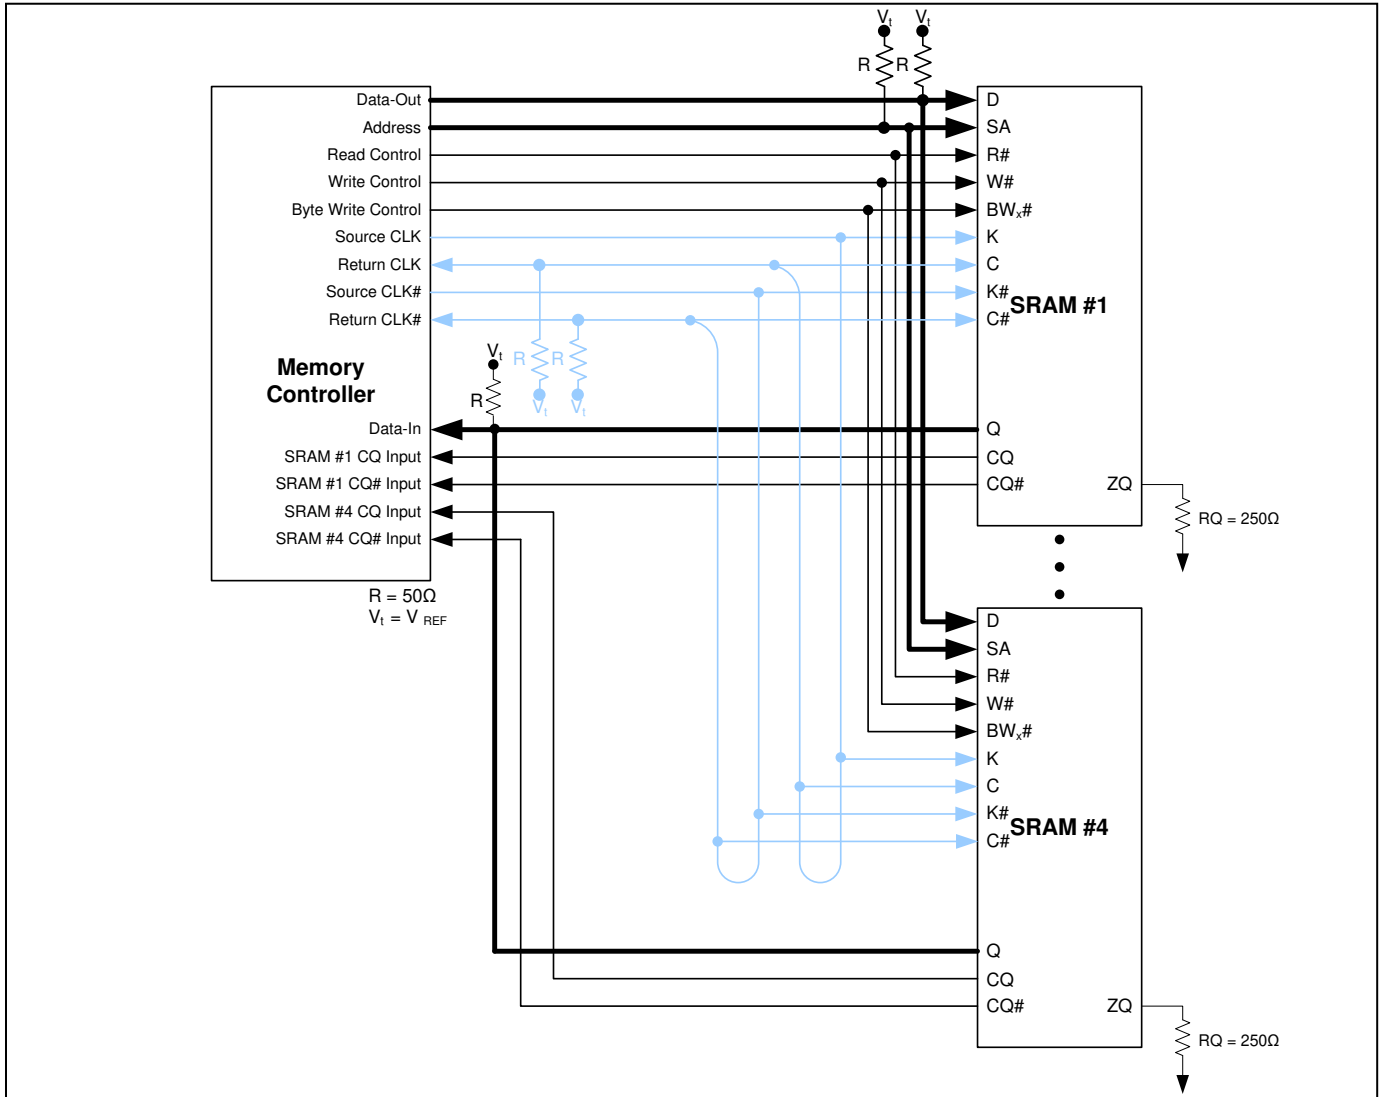 Vt Vt
R R
Data-Out
Address
Read Control
Write Control
Byte Write Control
Source CLK
Return CLK
Source CLK#
Return CLK#
Memory
Controller
Data-In
SRAM #1 CQ Input
SRAM #1 CQ# Input
SRAM #4 CQ Input
SRAM #4 CQ# Input
R = 50Ω
Vt = V REF
R R
Vt Vt
Vt
R
D
SA
R#
W#
BWx#
K
C
K#
SRAM #1
C#
Q
CQ
CQ# ZQ
RQ = 250Ω
D
SA
R#
W#
BWx#
K
C
K#
SRAM #4
C#
Q
CQ
CQ# ZQ
RQ = 250Ω